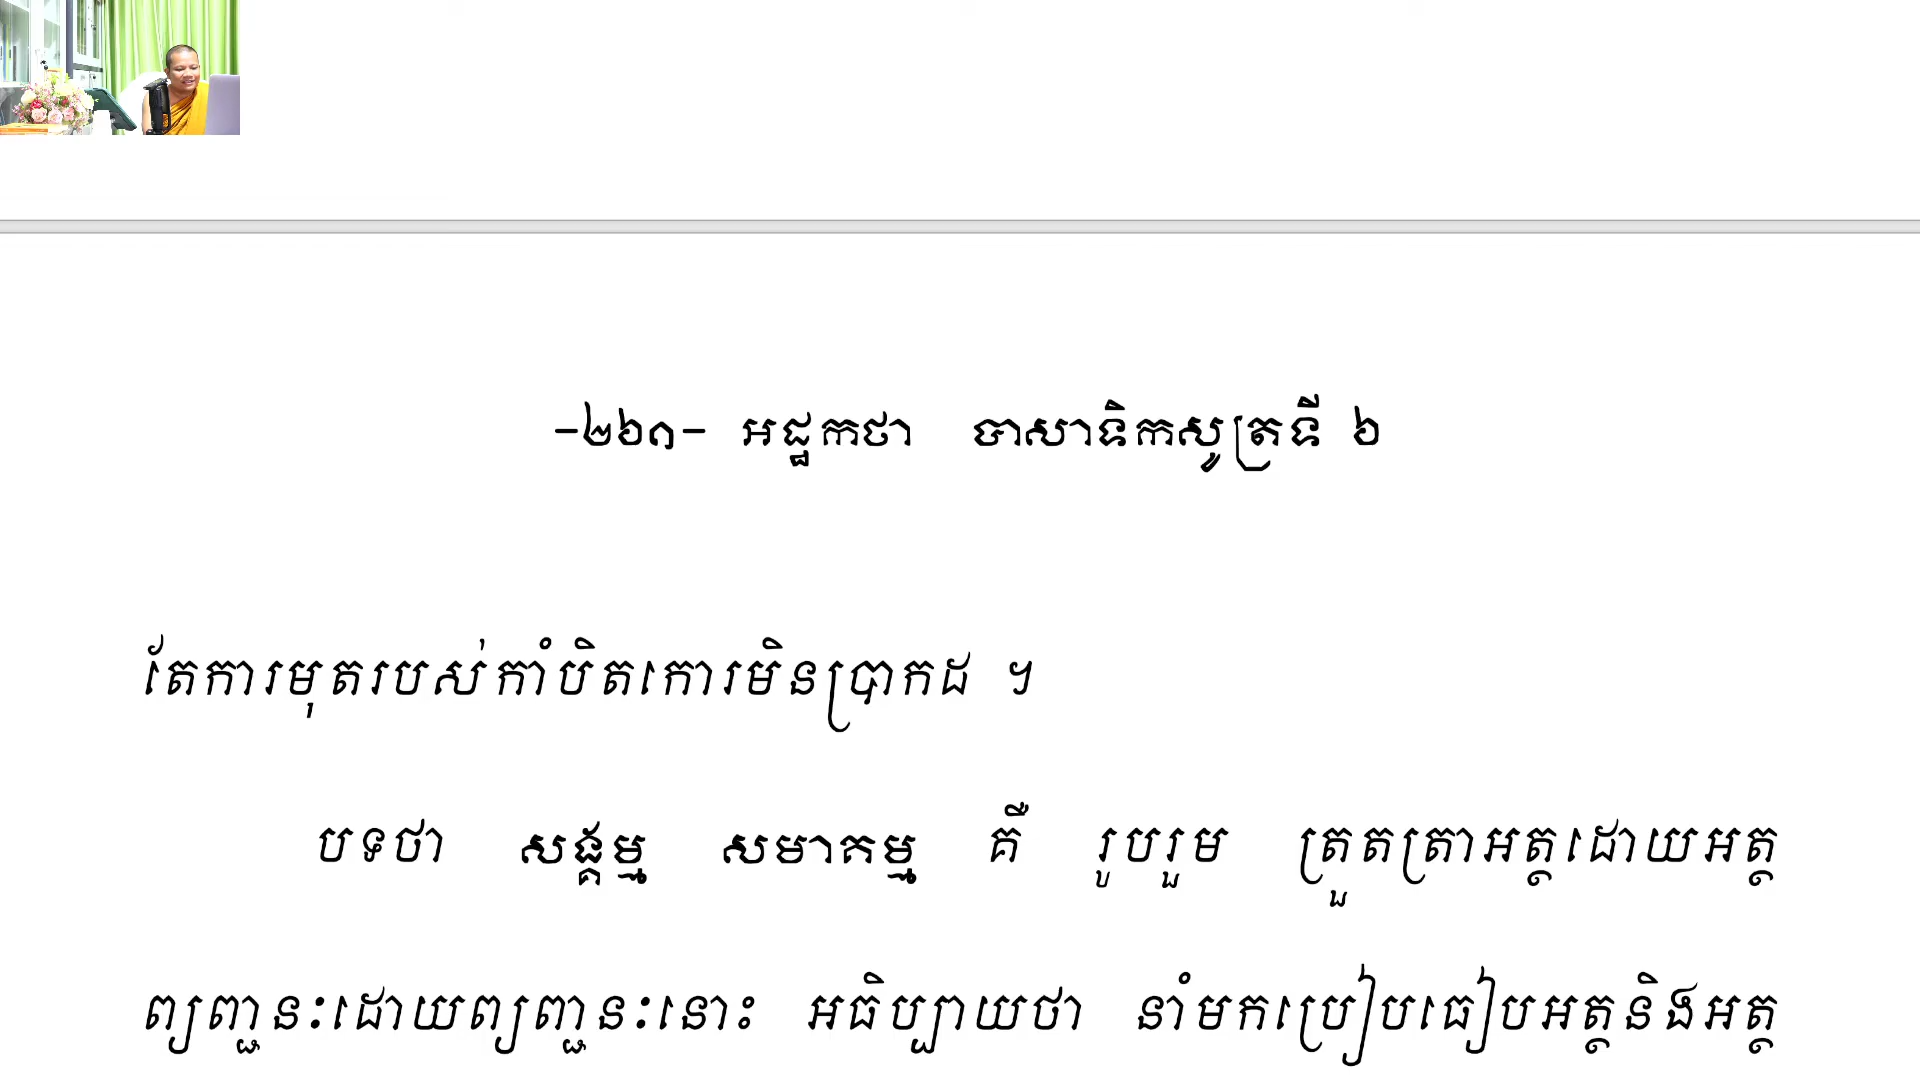 -២៦១- អដ្ឋកថា បាសាទិកសូត្រទី ៦
តែការមុតរបស់កាំបិតកោរមិនប្រាកដ ។
បទថា សង្គម្ម សមាគម្ម គឺ រូបរួម ត្រួតត្រាអត្ថដោយអត្ថ
ព្យញ្ជនៈដោយព្យញ្ជនៈនោះ អធិប្បាយថា នាំមកប្រៀបធៀបអត្ថនិងអត្ថ